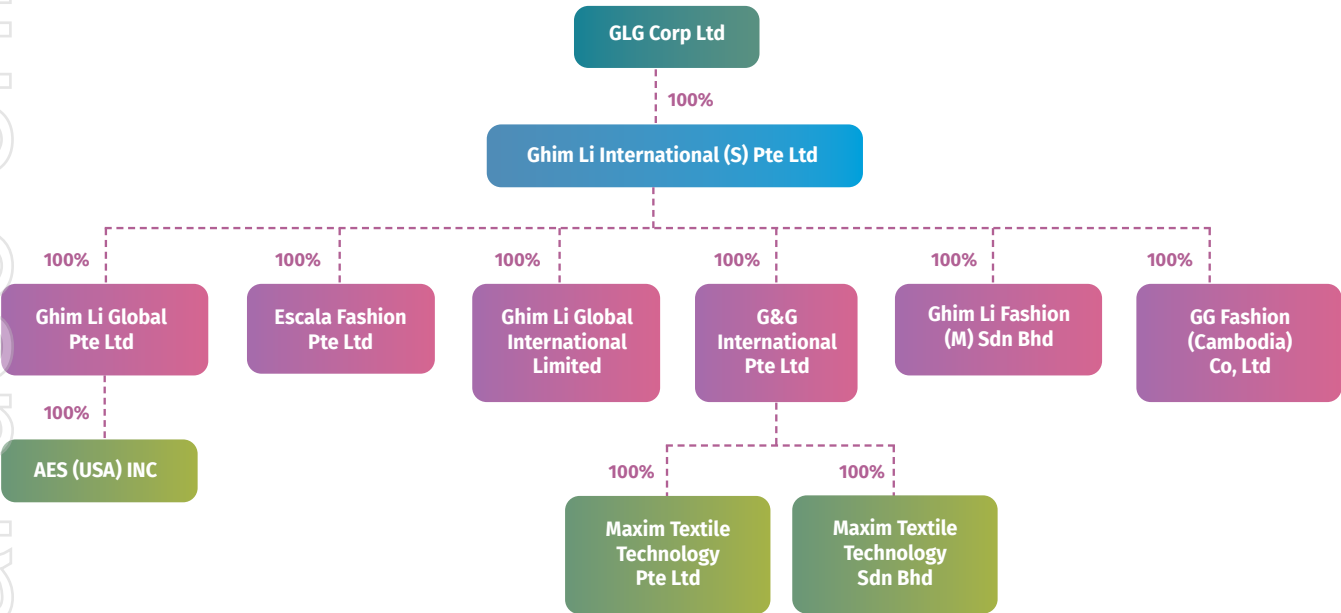 GLG Corp Ltd
100%
Ghim Li International (S) Pte Ltd
100%
100%
100%
100%
100%
100%
Ghim Li Global
Pte Ltd
Escala Fashion
Pte Ltd
Ghim Li Global
International
Limited
G&G
International
Pte Ltd
Ghim Li Fashion
(M) Sdn Bhd
GG Fashion
(Cambodia)
Co, Ltd
100%
AES (USA) INC
100%
100%
Maxim Textile
Technology
Pte Ltd
Maxim Textile
Technology
Sdn Bhd